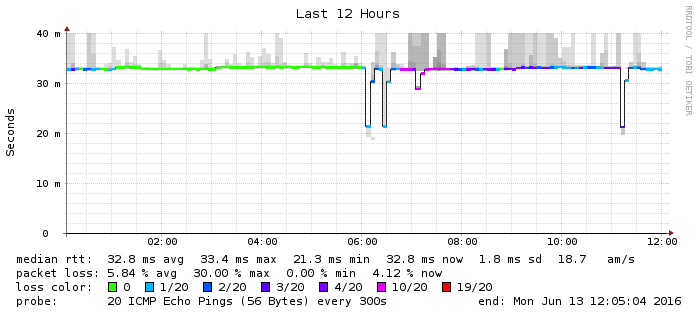 Last 12 Hours
RRDTOOL / TOBI OETIKER
Seconds
40 m
30 m
20 m
10 m
0
02:00 04:00 06:00 08:00 10:00 12:00
median rtt: 32.8 ms avg 33.4 ms max 21.3 ms min 32.8 ms now 1.8 ms sd 18.7 am/s
packet loss: 5.84 % avg 30.00 % max 0.00 % min 4.12 % now
loss color: 0 1/20 2/20 3/20 4/20 10/20 19/20
probe: 20 ICMP Echo Pings (56 Bytes) every 300s end: Mon Jun 13 12:05:04 2016